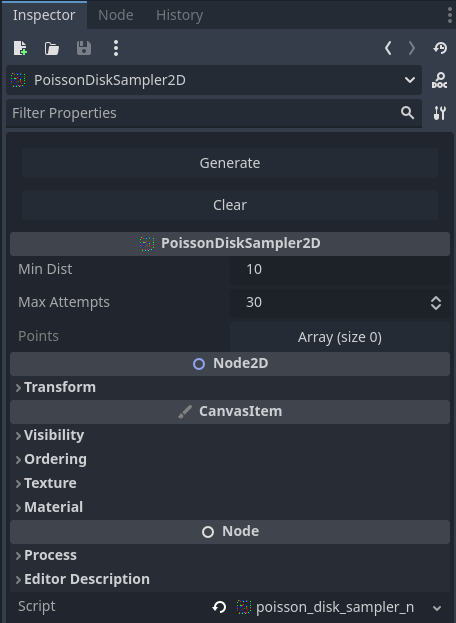 Inspector Node History
PoissonDiskSampler2D
DOC
Filter Properties
Generate
Clear
PoissonDiskSampler2D
Min Dist 10
Max Attempts 30
Points Array (size 0)
Node2D
Transform
CanvasItem
Visibility
Ordering
Texture
Material
Node
Process
Editor Description
Script poisson_disk_sampler_n